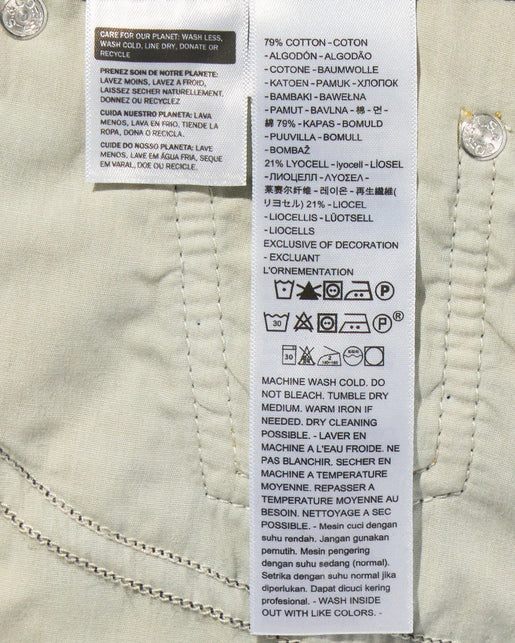 CARE FOR OUR PLANET: WASH LESS,
WASH COLD, LINE DRY, DONATE OR
RECYCLE
PRENEZ SOIN DE NOTRE PLANETE:
LAVEZ MOINS, LAVEZ A FROID,
LAISSEZ SECHER NATURELLEMENT,
DONNEZ OU RECYCLEZ
CUIDA NUESTRO PLANETA: LAVA
MENOS, LAVA EN FRIO, TIENDE LA
ROPA, DONA O RECICLA.
CUIDE DO NOSSO PLANETA: LAVE
MENOS, LAVE EM ÁGUA FRIA, SEQUE
EM VARAL, DOE OU RECICLE.
79% COTTON - COTON
- ALGODÓN - ALGODÃO
- COTONE - BAUMWOLLE
- KATOEN - PAMUK - ХЛОПОК
- BAMBAKI - BAWEŁNA
- PAMUT - BAVLNA - 棉 - 면 -
綿 79% - KAPAS - BOMULD
- PUUVILLA - BOMULL
- BOMBAŽ
21% LYOCELL - lyocell - LİOSEL
- ЛИОЦЕЛЛ - ΛΥΟΣΕΛ -
莱赛尔纤维 - 레이온 - 再生纖維(
リヨセル) 21% - LIOCEL
- LIOCELLIS - LÜOTSELL
- LIOCELLS
EXCLUSIVE OF DECORATION
- EXCLUANT
L'ORNEMENTATION
P
30 P®
30
MACHINE WASH COLD. DO
NOT BLEACH. TUMBLE DRY
MEDIUM. WARM IRON IF
NEEDED. DRY CLEANING
POSSIBLE. - LAVER EN
MACHINE A L'EAU FROIDE. NE
PAS BLANCHIR. SECHER EN
MACHINE A TEMPERATURE
MOYENNE. REPASSER A
TEMPERATURE MOYENNE AU
BESOIN. NETTOYAGE A SEC
POSSIBLE. - Mesin cuci dengan
suhu rendah. Jangan gunakan
pemutih. Mesin pengering
dengan suhu sedang (normal).
Setrika dengan suhu normal jika
diperlukan. Dapat dicuci kering
profesional. - WASH INSIDE
OUT WITH LIKE COLORS. -